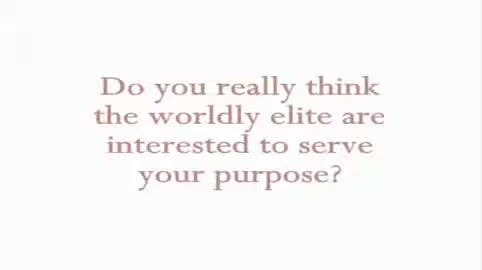 Do you really think
the worldly elite are
interested to serve
your purpose?